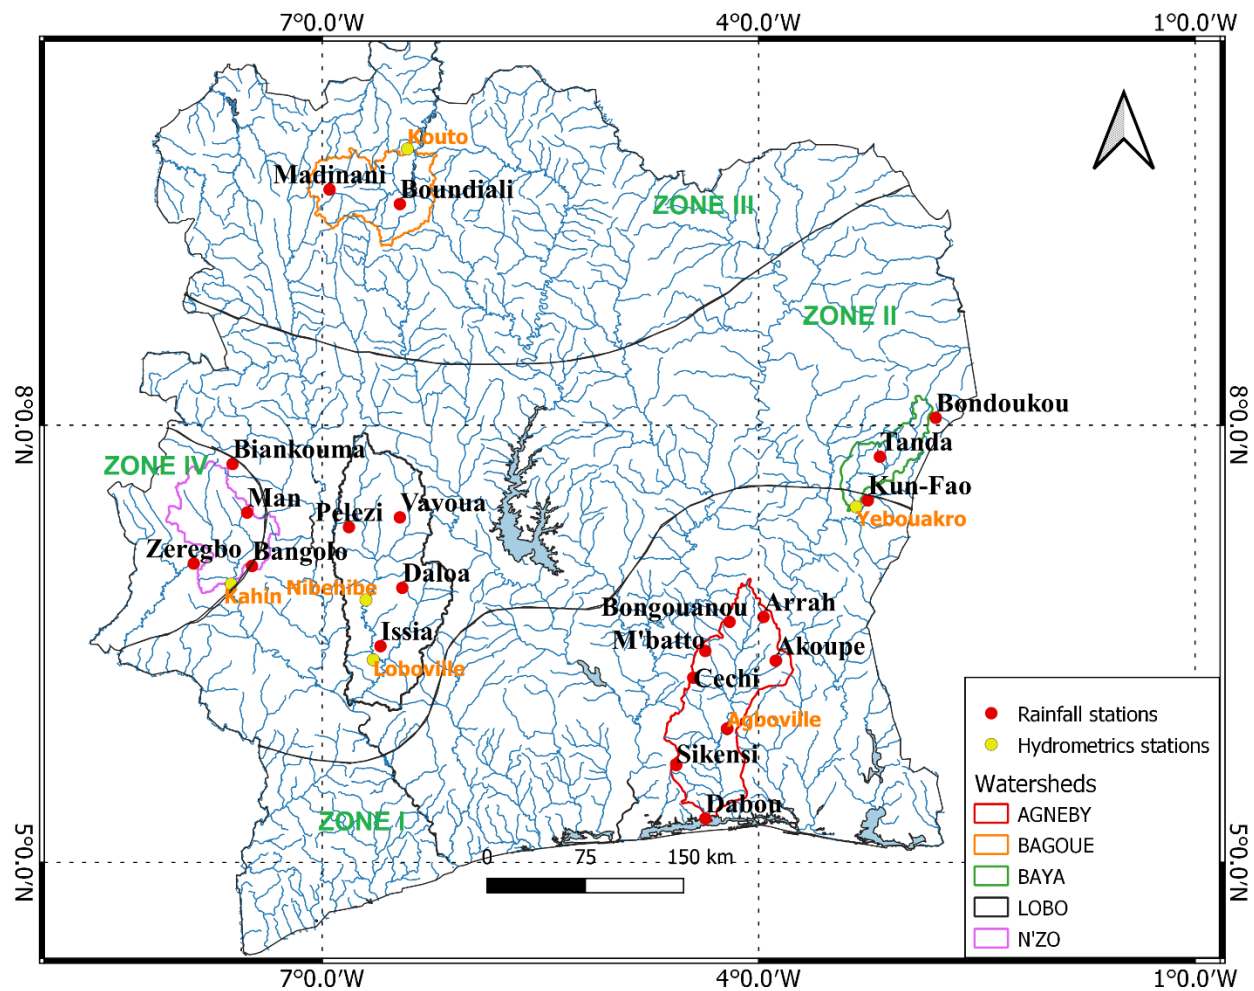 7°0.0'W
4°0.0'W
1°0.0'W
Kouto
Madinani
Boundiali
ZONE III
ZONE II
Bondoukou
8°0.0'N
8°0.0'N
Biankouma
Tanda
ZONE IV
Kun-Fao
Man
Vavoua
Pelezi
Yebouakro
Zeregbo
Bangolo
Daloa
Nibehibe
Kahin
Arrah
Bongouanou
Issia
M'batto
Akoupe
Loboville
Cechi
Agboville
Sikensi
Dabou
ZONE I
0
75
150 km
5°0.0'N
5°0.0'N
Rainfall stations
Hydrometrics stations
Watersheds
AGNEBY
BAGOUE
BAYA
LOBO
N'ZO
7°0.0'W
4°0.0'W
1°0.0'W